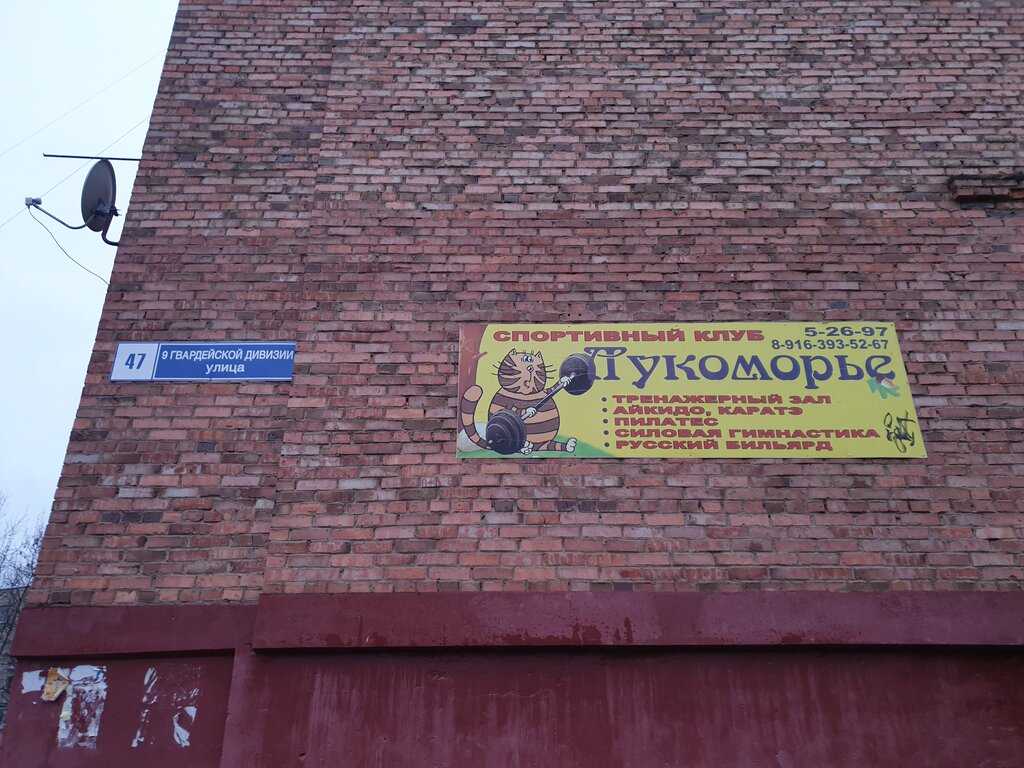 47
9 ГВАРДЕЙСКОЙ ДИВИЗИИ
улица
СПОРТИВНЫЙ КЛУБ
5-26-97
8-916-393-52-67
Лукоморье
• ТРЕНАЖЕРНЫЙ ЗАЛ
• АЙКИДО, КАРАТЭ
• ПИЛАТЕС
• СИЛОВАЯ ГИМНАСТИКА
• РУССКИЙ БИЛЬЯРД